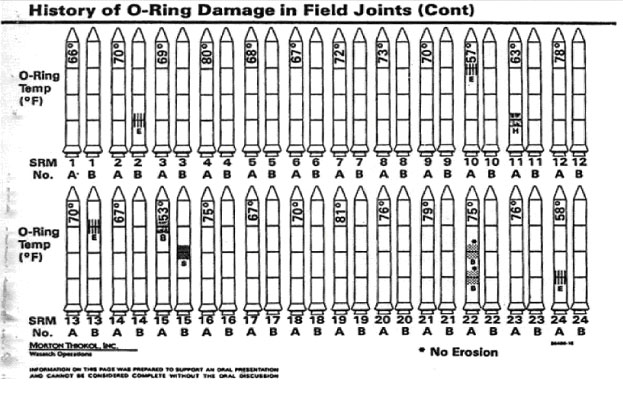 History of O-Ring Damage in Field Joints (Cont)
66° 70° 69° 80° 68° 67° 72° 73° 70° 57° 63° 78°
O-Ring
Temp
(°F)
E E H
SRM 1 1 2 2 3 3 4 4 5 5 6 6 7 7 8 8 9 9 10 10 11 11 12 12
No. A B A B A B A B A B A B A B A B A B A B A B A B
70° 67° 53° 75° 67° 70° 81° 76° 79° 75° 76° 58°
O-Ring
Temp
(°F)
E B B * B * B E
SRM 13 13 14 14 15 15 16 16 17 17 18 18 19 19 20 20 21 21 22 22 23 23 24 24
No. A B A B A B A B A B A B A B A B A B A B A B A B
MORTON THIOKOL, INC.
Wasatch Operations
* No Erosion
INFORMATION ON THIS PAGE WAS PREPARED TO SUPPORT AN ORAL PRESENTATION
AND CANNOT BE CONSIDERED COMPLETE WITHOUT THE ORAL DISCUSSION